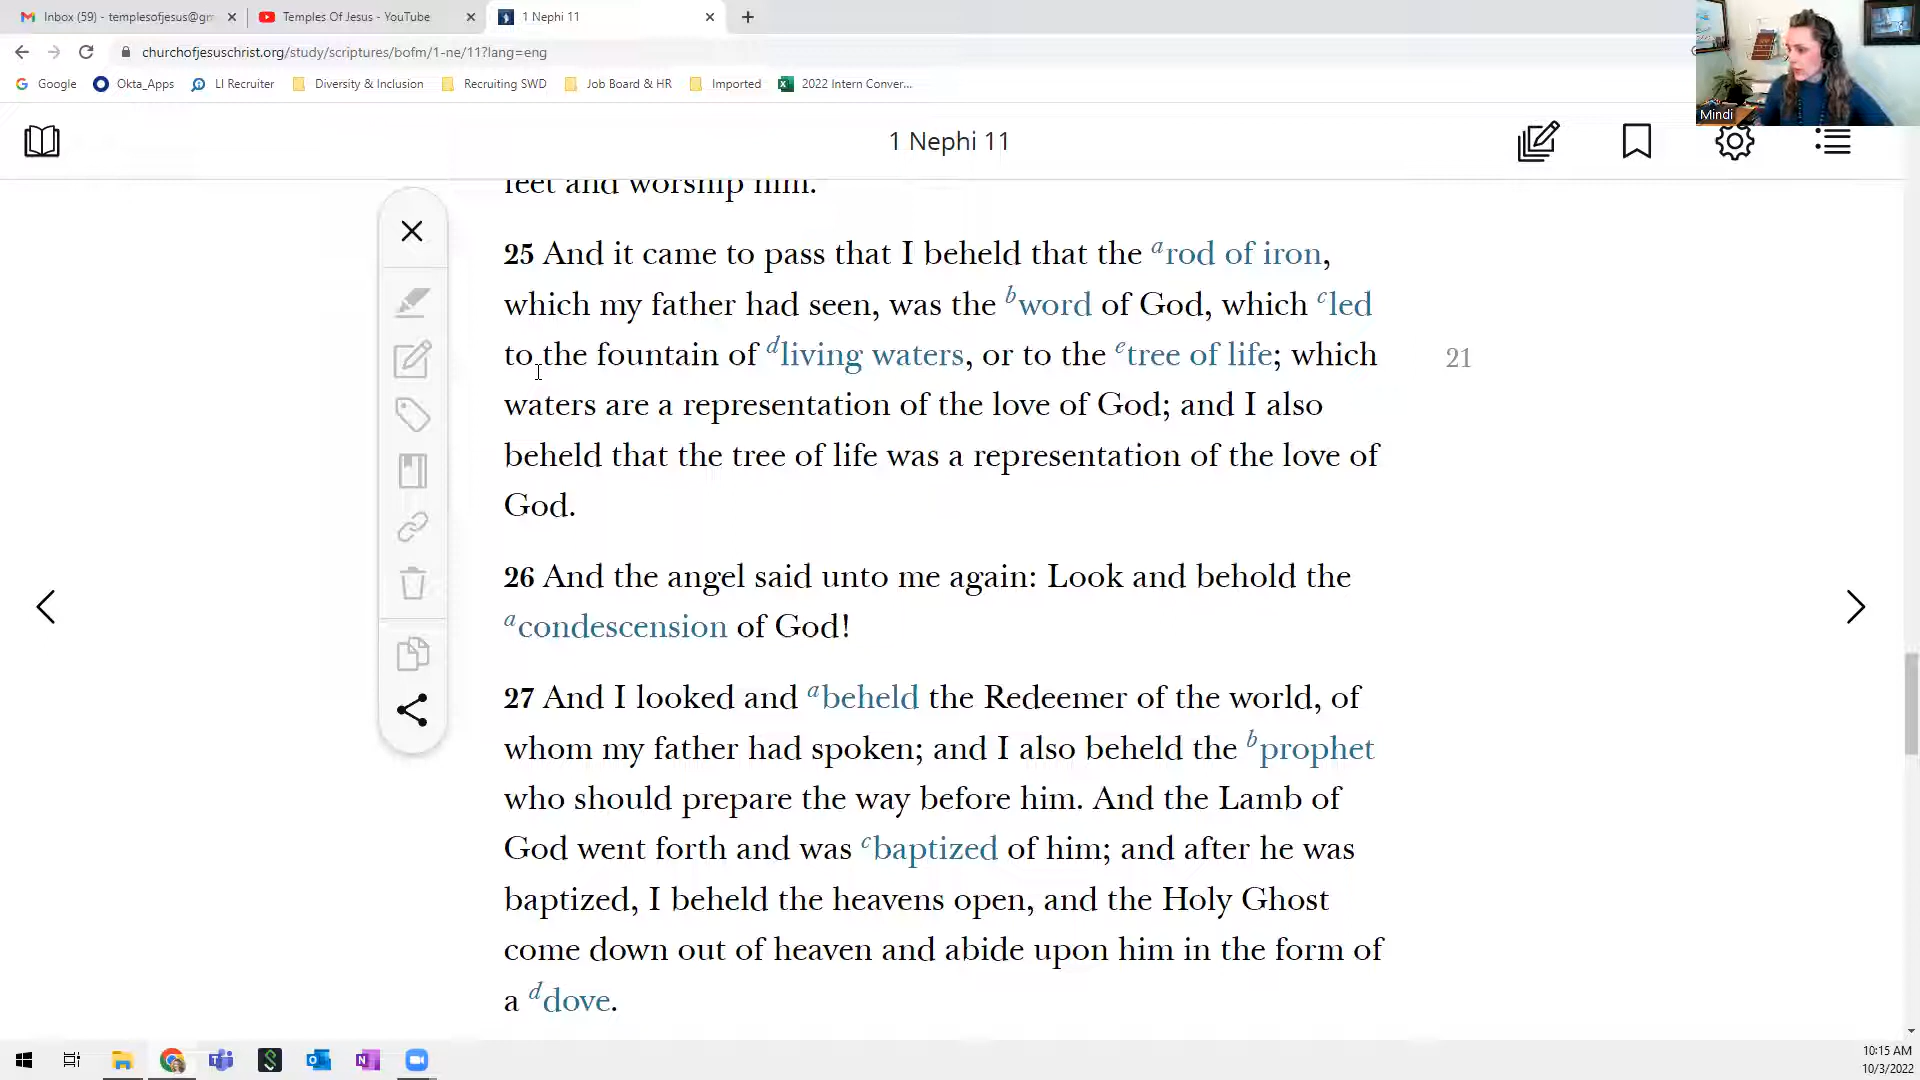 Inbox (59) - templesofjesus@gm
Temples Of Jesus - YouTube
1 Nephi 11
churchofjesuschrist.org/study/scriptures/bofm/1-ne/11?lang=eng
Google
Okta_Apps
LI Recruiter
Diversity & Inclusion
Recruiting SWD
Job Board & HR
Imported
2022 Intern Conver...
Mindi
1 Nephi 11
feet and worship him.
25 And it came to pass that I beheld that the a rod of iron,
which my father had seen, was the b word of God, which c led
to the fountain of d living waters, or to the e tree of life; which
21
waters are a representation of the love of God; and I also
beheld that the tree of life was a representation of the love of
God.
26 And the angel said unto me again: Look and behold the
a condescension of God!
27 And I looked and a beheld the Redeemer of the world, of
whom my father had spoken; and I also beheld the b prophet
who should prepare the way before him. And the Lamb of
God went forth and was c baptized of him; and after he was
baptized, I beheld the heavens open, and the Holy Ghost
come down out of heaven and abide upon him in the form of
a d dove.
10:15 AM
10/3/2022